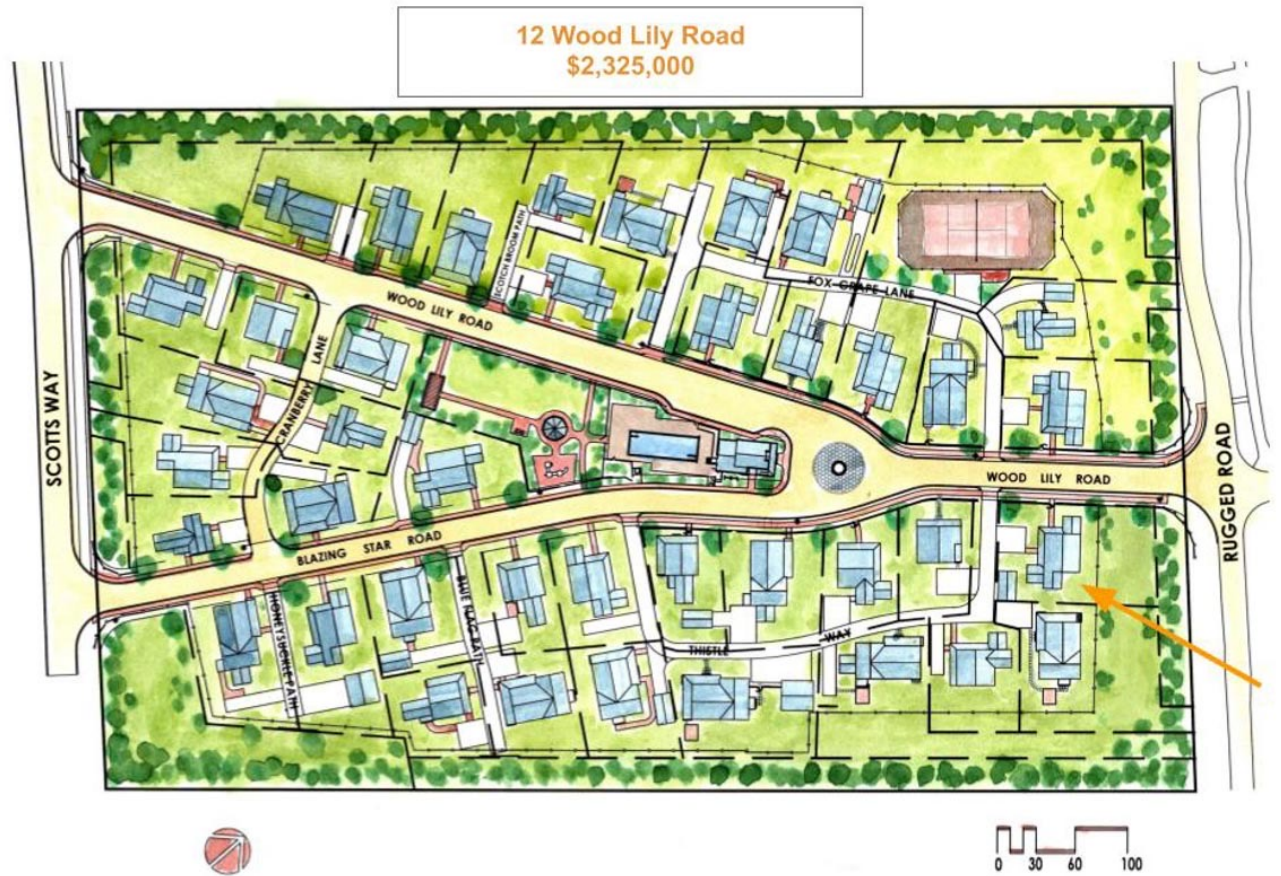 12 Wood Lily Road
$2,325,000
SCOTCH BROOM PATH
WOOD LILY ROAD
FOX GRAPE LANE
CRANBERRY LANE
SCOTTS WAY
WOOD LILY ROAD
RUGGED ROAD
BLAZING STAR ROAD
HONEYSUCKLE PATH
BLUE FLAG PATH
THISTLE WAY
0 30 60 100